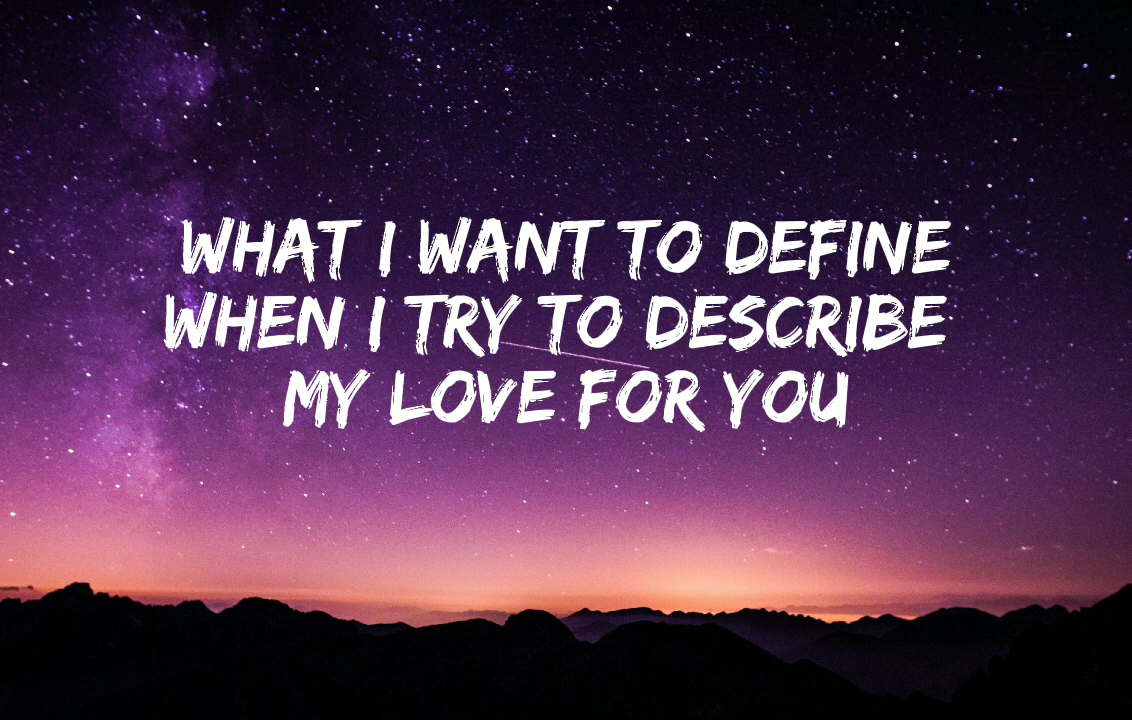 WHAT I WANT TO DEFINE
WHEN I TRY TO DESCRIBE
MY LOVE FOR YOU